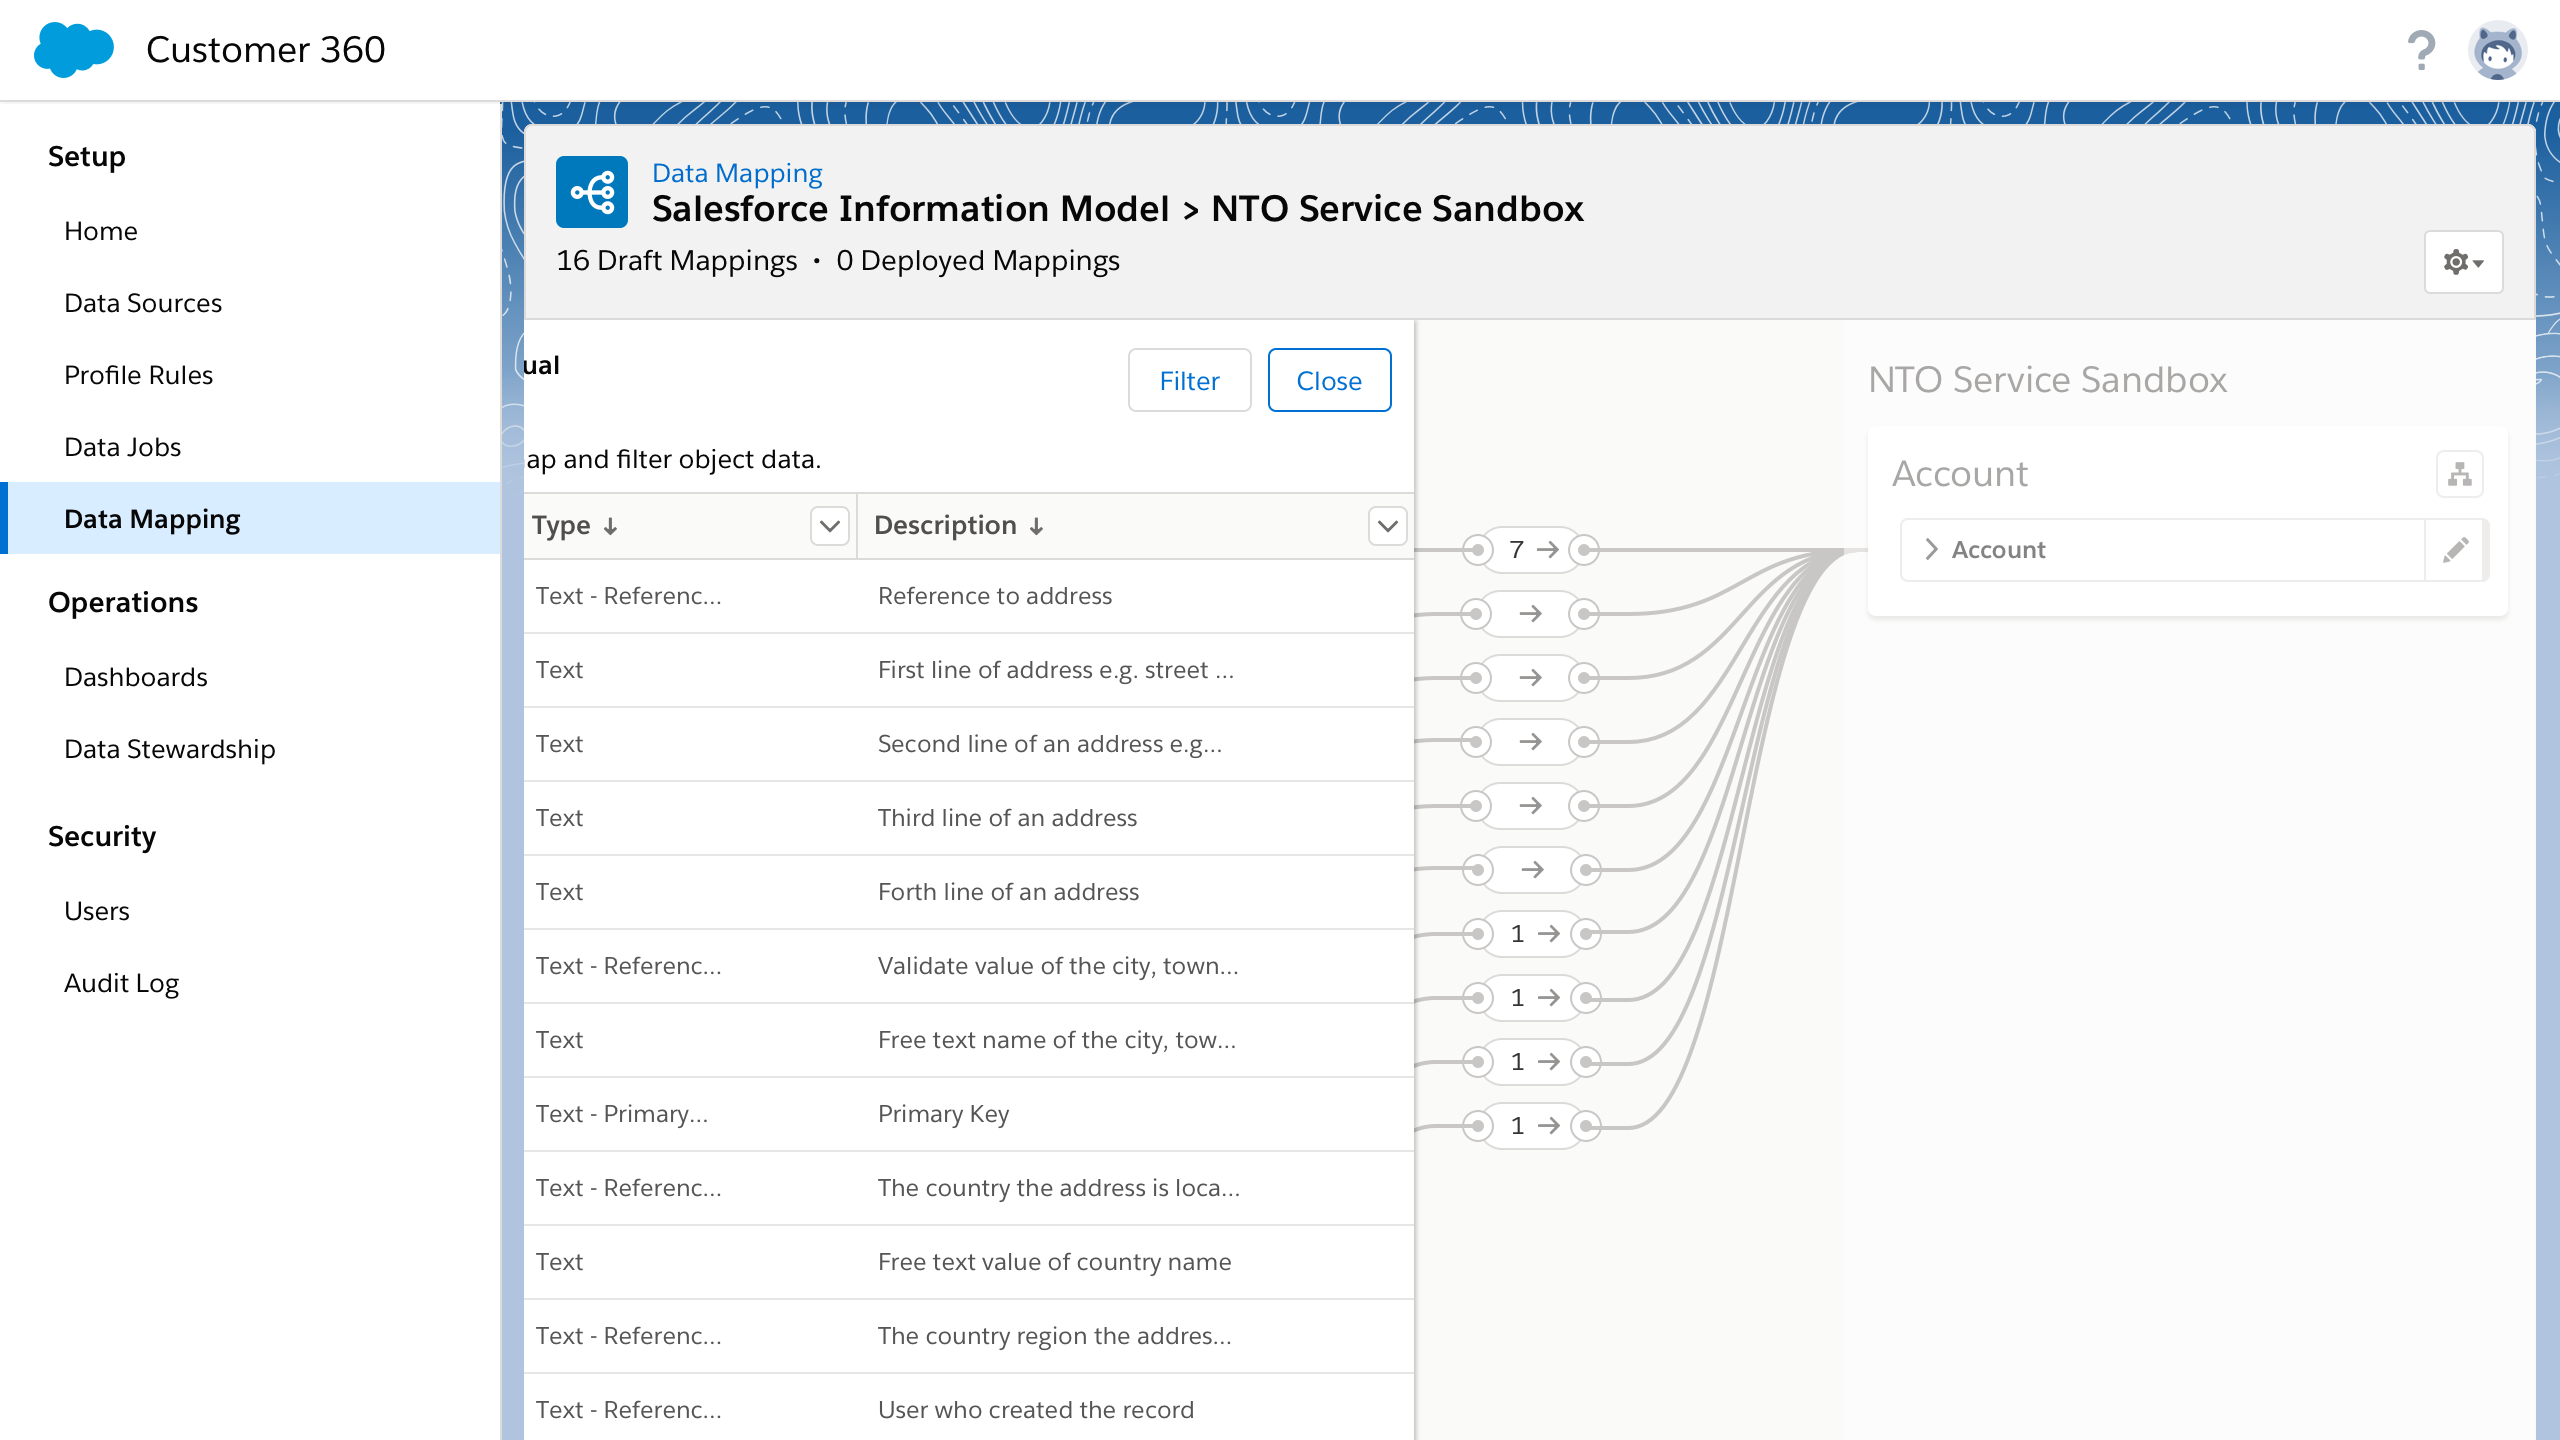 Customer 360
?
Setup
Home
Data Sources
Profile Rules
Data Jobs
Data Mapping
Operations
Dashboards
Data Stewardship
Security
Users
Audit Log
Data Mapping
Salesforce Information Model > NTO Service Sandbox
16 Draft Mappings • 0 Deployed Mappings
ual
Filter
Close
ap and filter object data.
Type Description
Text - Referenc... Reference to address
Text First line of address e.g. street ...
Text Second line of an address e.g...
Text Third line of an address
Text Forth line of an address
Text - Referenc... Validate value of the city, town...
Text Free text name of the city, tow...
Text - Primary... Primary Key
Text - Referenc... The country the address is loca...
Text Free text value of country name
Text - Referenc... The country region the addres...
Text - Referenc... User who created the record
7
1
1
1
1
NTO Service Sandbox
Account
Account